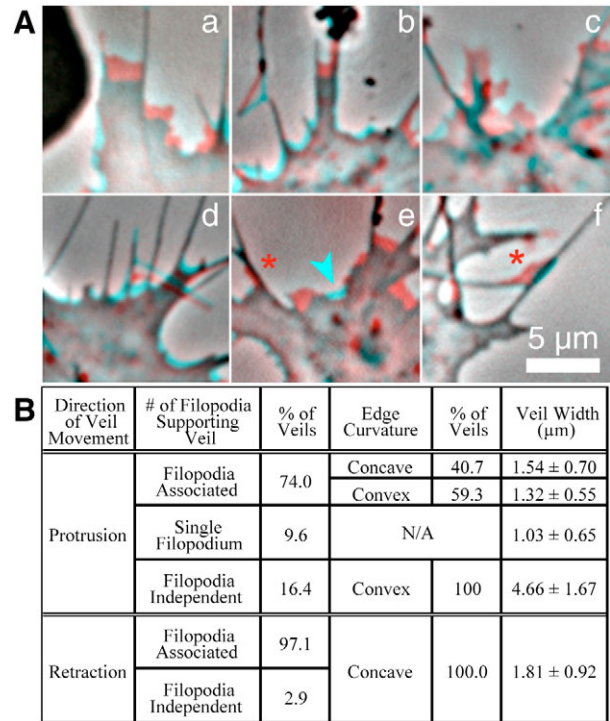 A
a
b
c
d
*
e
*
f
5 µm
B
Direction of Veil Movement
# of Filopodia Supporting Veil
% of Veils
Edge Curvature
% of Veils
Veil Width (µm)
Protrusion
Filopodia Associated
74.0
Concave
40.7
1.54 ± 0.70
Convex
59.3
1.32 ± 0.55
Single Filopodium
9.6
N/A
1.03 ± 0.65
Filopodia Independent
16.4
Convex
100
4.66 ± 1.67
Retraction
Filopodia Associated
97.1
Concave
100.0
1.81 ± 0.92
Filopodia Independent
2.9